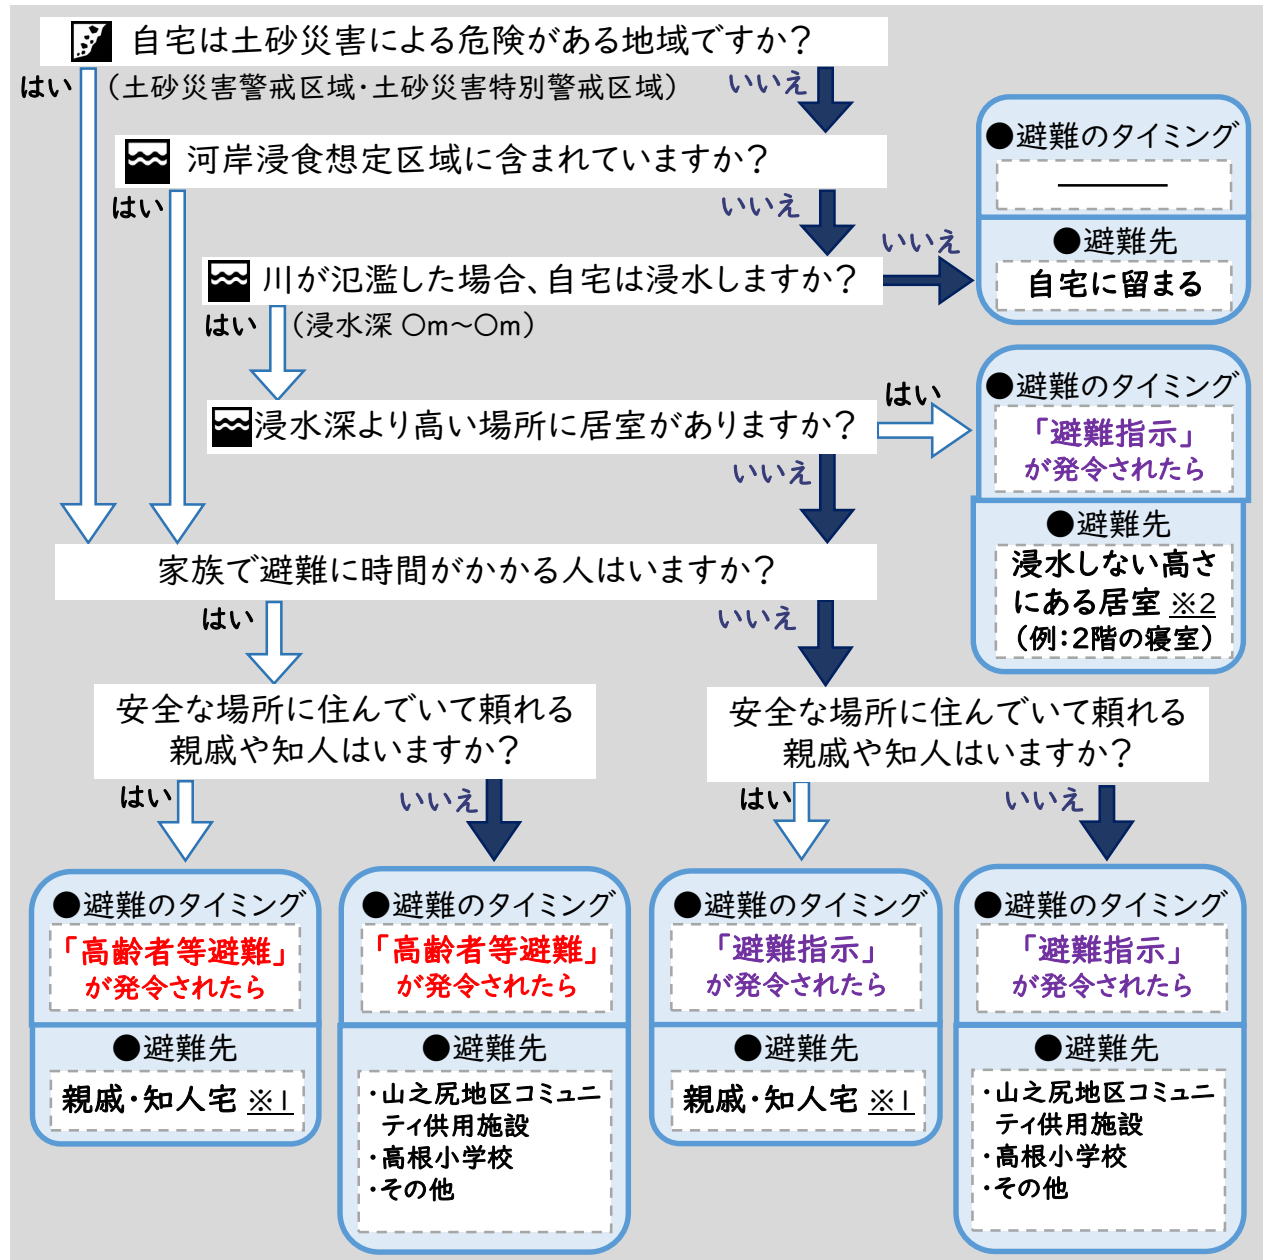 自宅は土砂災害による危険がある地域ですか?
はい
(土砂災害警戒区域・土砂災害特別警戒区域)
いいえ
河岸浸食想定区域に含まれていますか?
はい
いいえ
川が氾濫した場合、自宅は浸水しますか?
いいえ
はい
(浸水深 〇m~〇m)
●避難のタイミング
―
●避難先
自宅に留まる
浸水深より高い場所に居室がありますか?
はい
いいえ
●避難のタイミング
「避難指示」
が発令されたら
●避難先
浸水しない高さ
にある居室 ※2
(例:2階の寝室)
家族で避難に時間がかかる人はいますか?
はい
いいえ
安全な場所に住んでいて頼れる
親戚や知人はいますか?
はい
いいえ
安全な場所に住んでいて頼れる
親戚や知人はいますか?
はい
いいえ
●避難のタイミング
「高齢者等避難」
が発令されたら
●避難先
親戚・知人宅 ※1
●避難のタイミング
「高齢者等避難」
が発令されたら
●避難先
・山之尻地区コミュニ
ティ供用施設
・高根小学校
・その他
●避難のタイミング
「避難指示」
が発令されたら
●避難先
親戚・知人宅 ※1
●避難のタイミング
「避難指示」
が発令されたら
●避難先
・山之尻地区コミュニ
ティ供用施設
・高根小学校
・その他